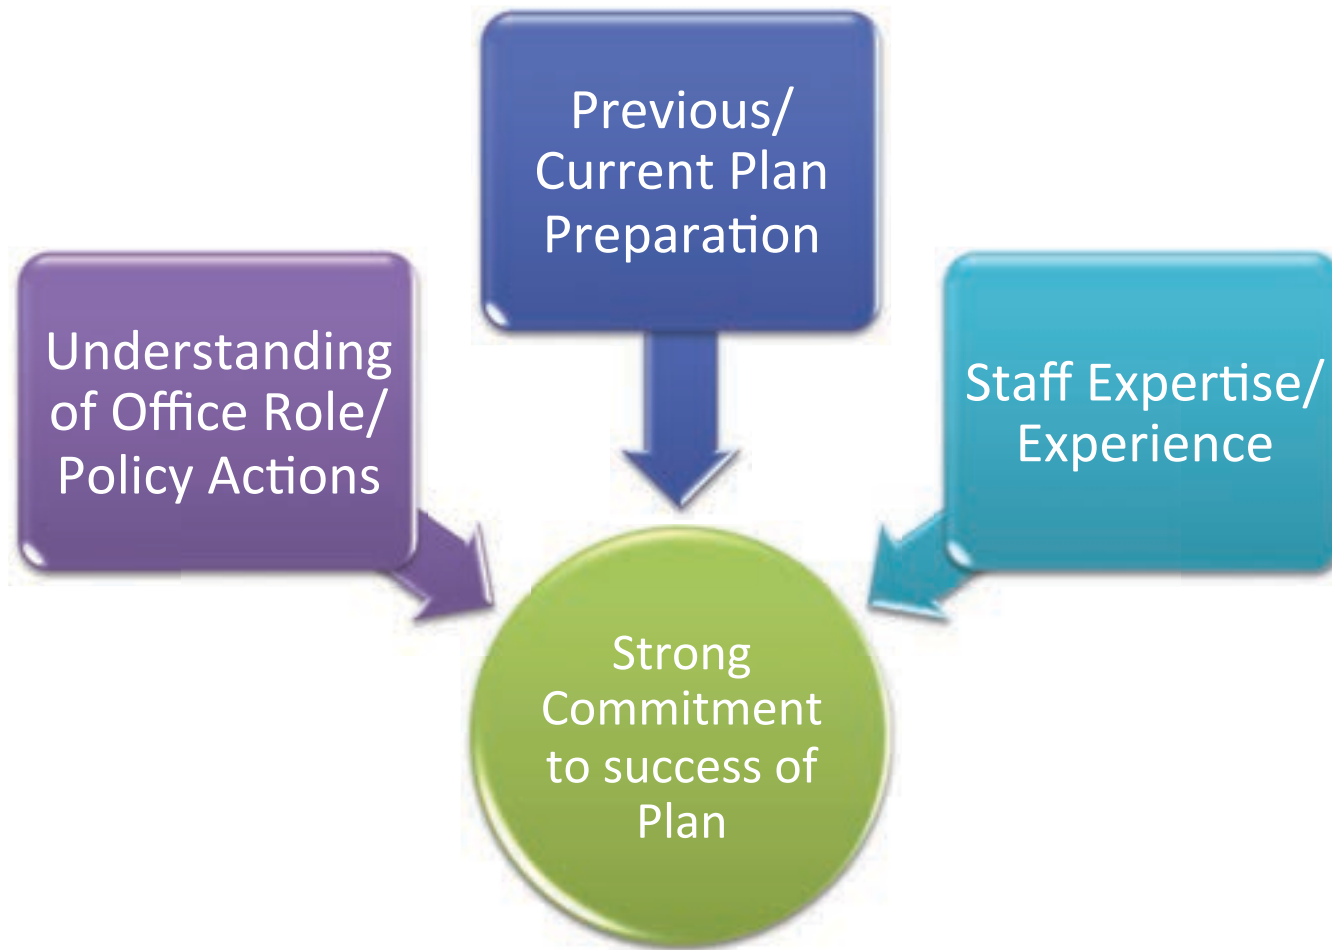 Previous/
Current Plan
Preparation
Understanding
of Office Role/
Policy Actions
Staff Expertise/
Experience
Strong
Commitment
to success of
Plan